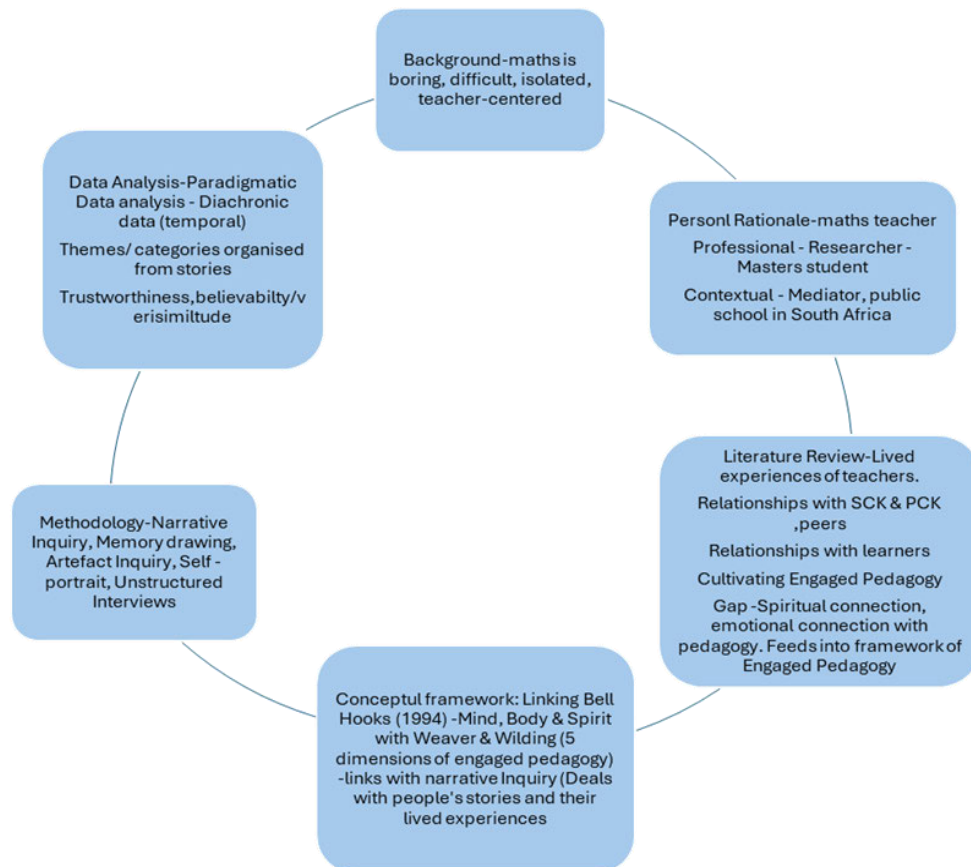 Background-maths is
boring, difficult, isolated,
teacher-centered
Personl Rationale-maths teacher
Professional - Researcher -
Masters student
Contextual - Mediator, public
school in South Africa
Literature Review-Lived
experiences of teachers.
Relationships with SCK & PCK
,peers
Relationships with learners
Cultivating Engaged Pedagogy
Gap -Spiritual connection,
emotional connection with
pedagogy. Feeds into framework of
Engaged Pedagogy
Conceptul framework: Linking Bell
Hooks (1994) -Mind, Body & Spirit
with Weaver & Wilding (5
dimensions of engaged pedagogy)
-links with narrative Inquiry (Deals
with people's stories and their
lived experiences
Methodology-Narrative
Inquiry, Memory drawing,
Artefact Inquiry, Self -
portrait, Unstructured
Interviews
Data Analysis-Paradigmatic
Data analysis - Diachronic
data (temporal)
Themes/ categories organised
from stories
Trustworthiness,believabilty/v
erisimiltude